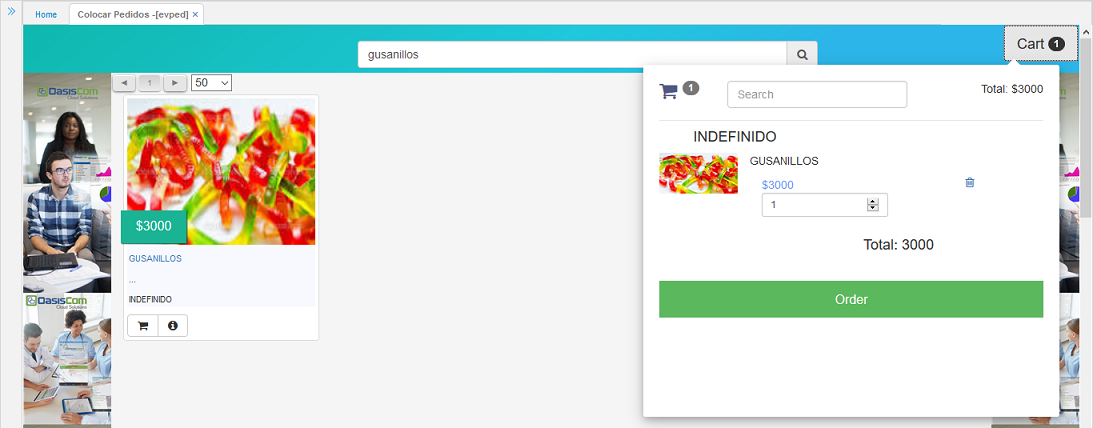 Home
Colocar Pedidos -[evped] ×
gusanillos
Cart 1
1
50
1
Search
Total: $3000
OasisCom
Cloud Solutions
INDEFINIDO
GUSANILLOS
$3000
1
Total: 3000
Order
$3000
GUSANILLOS
...
INDEFINIDO
OasisCom
Cloud Solutions